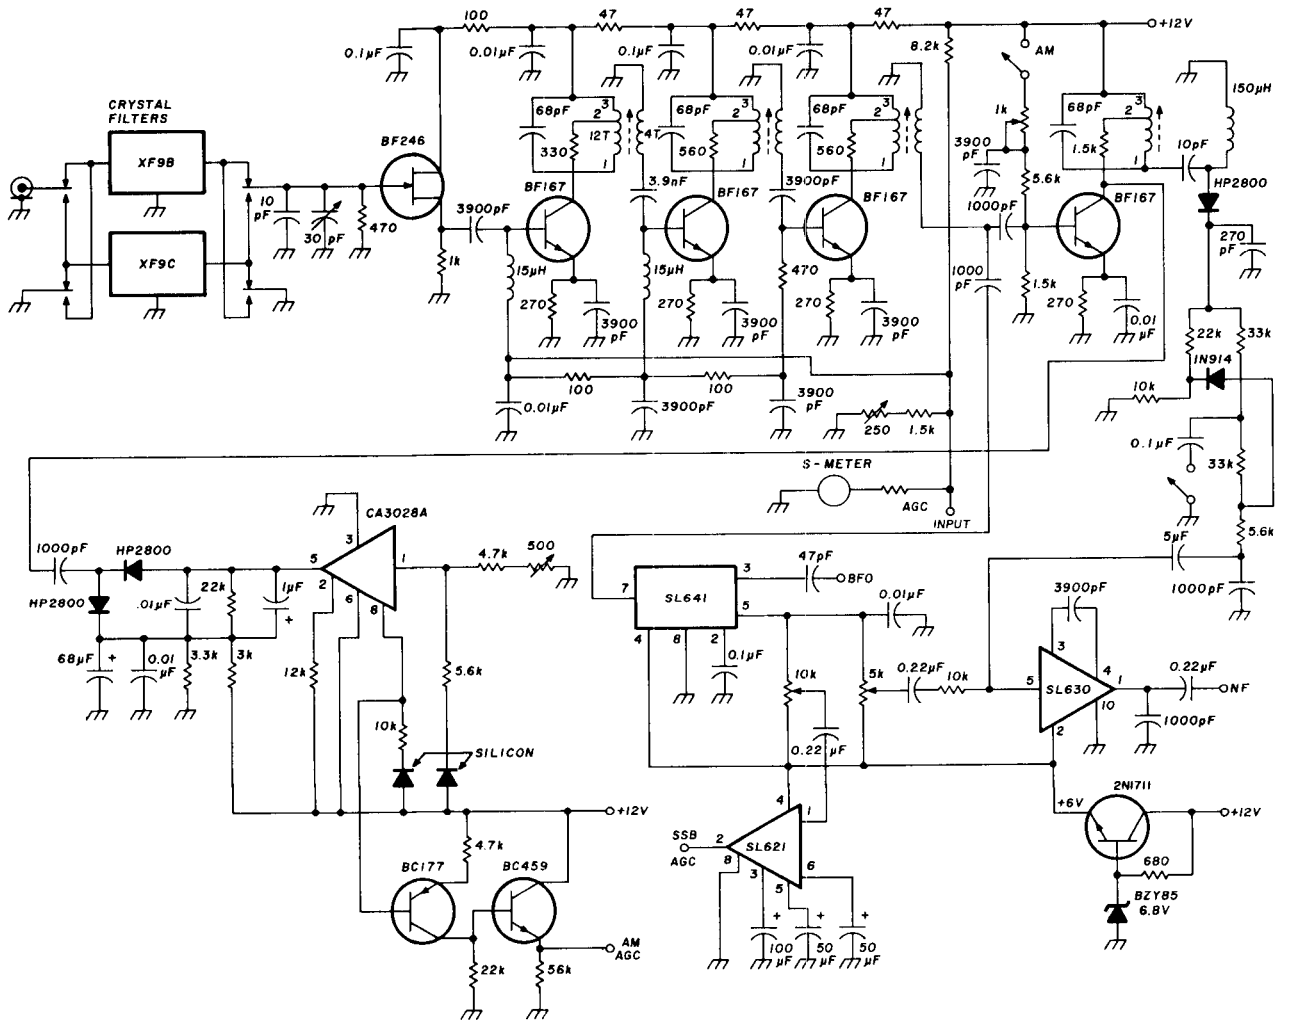 100
47
47
47
+12V
0.1µF
0.01µF
0.1µF
0.01µF
8.2k
AM
CRYSTAL
FILTERS
XF9B
XF9C
BF246
10
pF
30 pF
470
1k
3900pF
68pF
3
2
12T
1
330
BF167
15µH
270
3900
pF
4T
3.9nF
68pF
3
2
1
560
BF167
15µH
270
3900
pF
3900pF
68pF
3
2
1
560
BF167
470
270
3900
pF
1k
3900
pF
5.6k
1000pF
1000
pF
1.5k
68pF
3
2
1
1.5k
BF167
270
0.01
µF
10pF
150µH
HP2800
270
pF
22k
33k
1N914
10k
0.1µF
33k
5.6k
5µF
1000pF
100
100
0.01µF
3900pF
3900
pF
250
1.5k
S-METER
AGC
INPUT
1000pF
HP2800
HP2800
.01µF
22k
1µF
+
68µF
+
0.01
µF
3.3k
3k
12k
CA3028A
3
5
2
6
8
1
4.7k
500
5.6k
10k
SILICON
+12V
4.7k
BC177
BC459
22k
56k
AM
AGC
SL641
7
3
5
4
8
2
47pF
BFO
0.01µF
0.1µF
10k
5k
0.22µF
10k
0.22
µF
3900pF
SL630
5
3
4
1
10
2
0.22µF
NF
1000pF
SSB
AGC
SL621
2
4
1
8
3
5
6
+
100
µF
+
50
µF
+
50
µF
2N1711
+6V
+12V
680
BZY85
6.8V